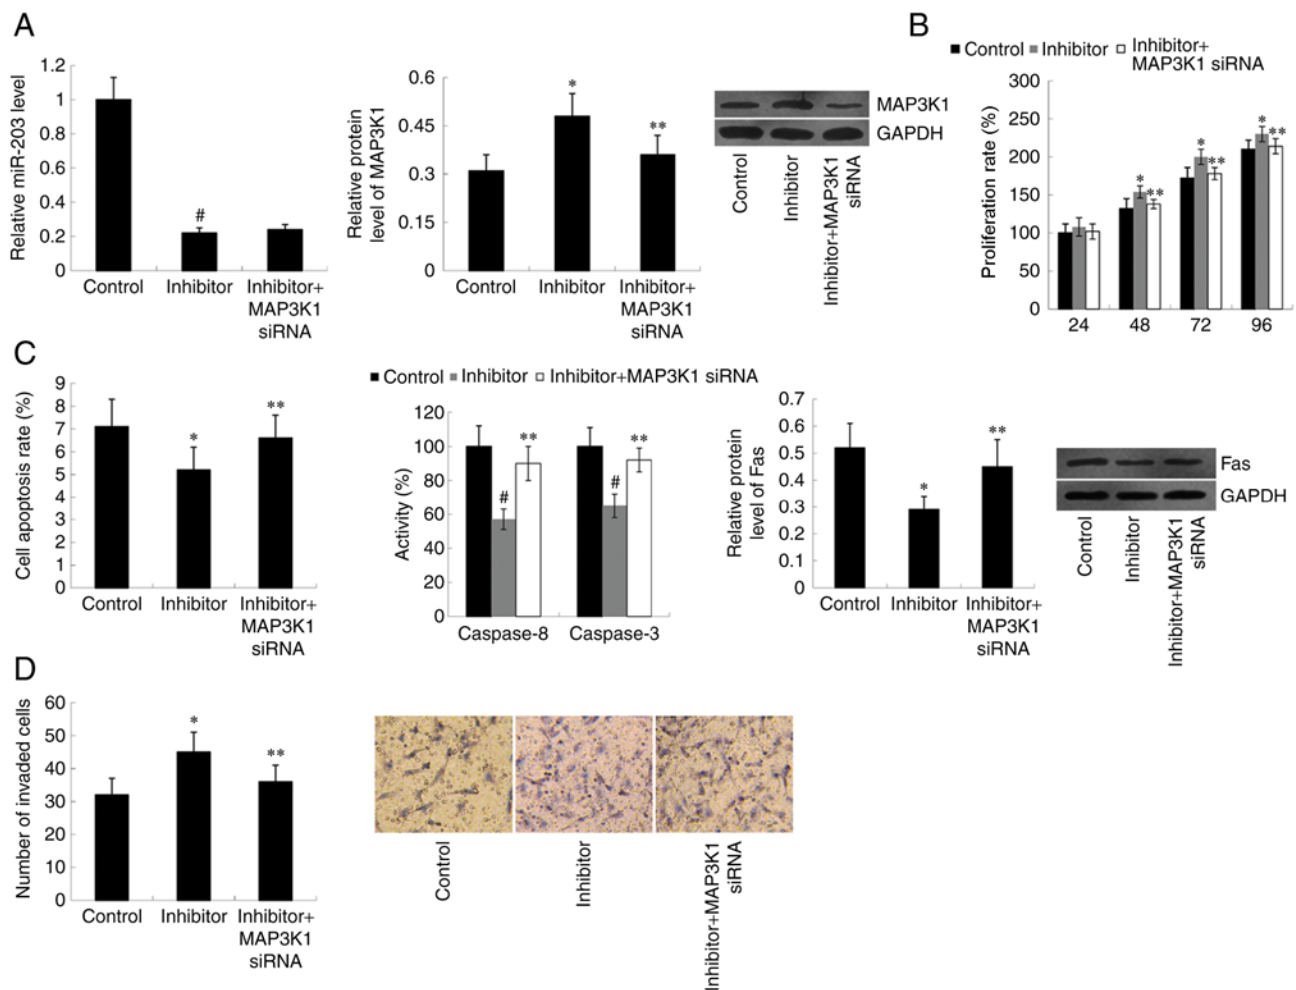 A
Relative miR-203 level
1.2
1
0.8
0.6
0.4
0.2
0
#
Control
Inhibitor
Inhibitor+
MAP3K1
siRNA
Relative protein
level of MAP3K1
0.6
0.45
0.3
0.15
0
*
**
Control
Inhibitor
Inhibitor+
MAP3K1
siRNA
MAP3K1
GAPDH
Control
Inhibitor
Inhibitor+MAP3K1
siRNA
B
Control
Inhibitor
Inhibitor+
MAP3K1 siRNA
Proliferation rate (%)
300
250
200
150
100
50
0
* ** * ** * **
24 48 72 96
C
Cell apoptosis rate (%)
9
8
7
6
5
4
3
2
1
0
*
**
Control
Inhibitor
Inhibitor+
MAP3K1
siRNA
Control Inhibitor Inhibitor+MAP3K1 siRNA
Activity (%)
120
100
80
60
40
20
0
# ** # **
Caspase-8 Caspase-3
Relative protein
level of Fas
0.7
0.6
0.5
0.4
0.3
0.2
0.1
0
*
**
Control
Inhibitor
Inhibitor+
MAP3K1
siRNA
Fas
GAPDH
Control
Inhibitor
Inhibitor+MAP3K1
siRNA
D
Number of invaded cells
60
50
40
30
20
10
0
*
**
Control
Inhibitor
Inhibitor+
MAP3K1
siRNA
Control
Inhibitor
Inhibitor+MAP3K1
siRNA